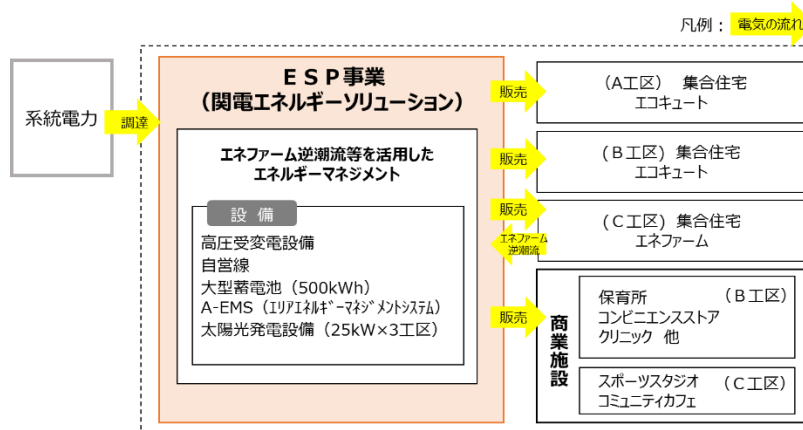 凡例： 電気の流れ
系統電力
調達
ＥＳＰ事業
（関電エネルギーソリューション）
エネファーム逆潮流等を活用した
エネルギーマネジメント
設 備
高圧受変電設備
自営線
大型蓄電池（500kWh）
A-EMS（ｴﾘｱｴﾈﾙｷﾞｰﾏﾈｼﾞﾒﾝﾄｼｽﾃﾑ）
太陽光発電設備（25kW×3工区）
販売
（A工区） 集合住宅
エコキュート
販売
（Ｂ工区）集合住宅
エコキュート
販売
エネファーム
逆潮流
（Ｃ工区）集合住宅
エネファーム
販売
商業施設
保育所 （Ｂ工区）
コンビニエンスストア
クリニック 他
スポーツスタジオ （Ｃ工区）
コミュニティカフェ